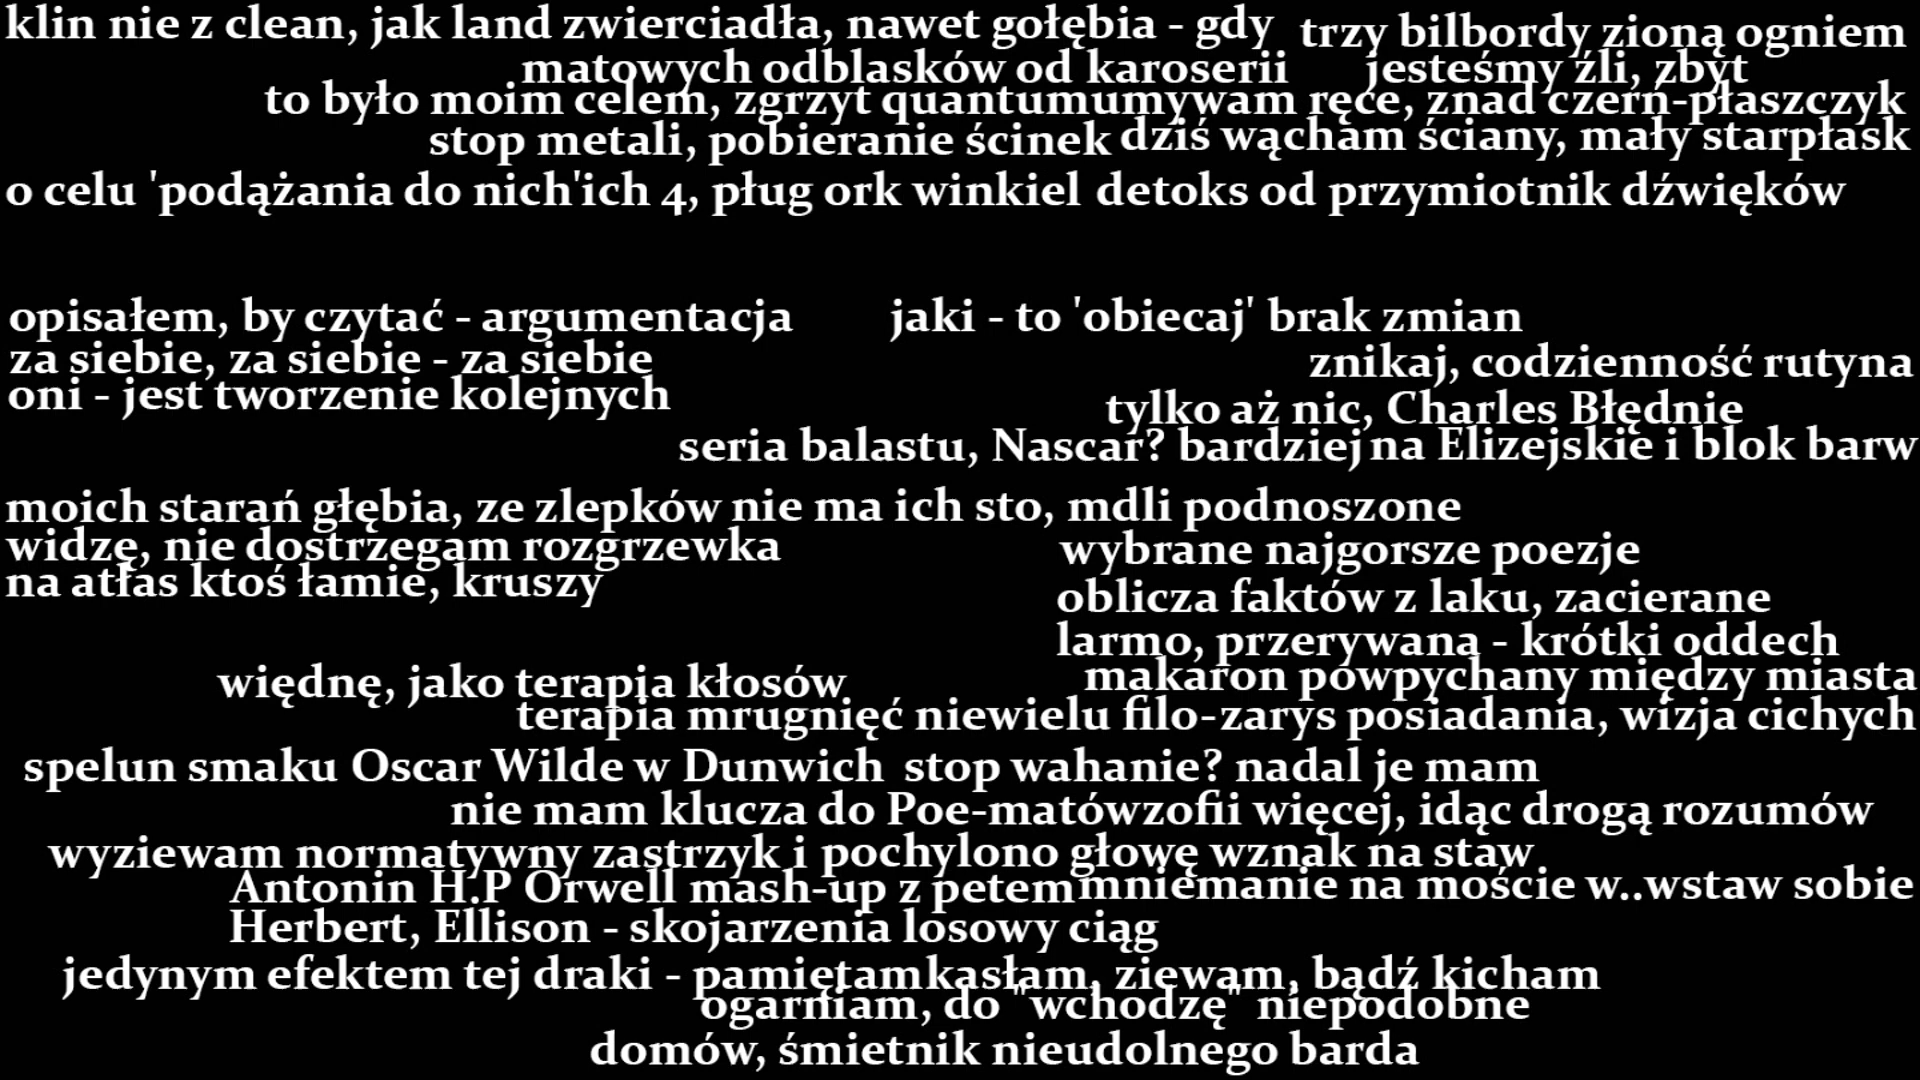 klin nie z clean, jak land zwierciadła, nawet gołębia - gdy
trzy bilbordy zioną ogniem
matowych odblasków od karoserii
jesteśmy źli, zbyt
to było moim celem, zgrzyt quantumumywam ręce, znad czerń-płaszczyk
stop metali, pobieranie ścinek
dziś wącham ściany, mały starpłask
o celu 'podążania do nich'ich 4, pług ork winkiel
detoks od przymiotnik dźwięków
opisałem, by czytać - argumentacja
jaki - to 'obiecaj' brak zmian
za siebie, za siebie - za siebie
znikaj, codzienność rutyna
oni - jest tworzenie kolejnych
tylko aż nic, Charles Błędnie
seria balastu, Nascar? bardziej
na Elizejskie i blok barw
moich starań głębia, ze zlepków
nie ma ich sto, mdli podnoszone
widzę, nie dostrzegam rozgrzewka
wybrane najgorsze poezje
na atłas ktoś łamie, kruszy
oblicza faktów z laku, zacierane
larmo, przerywana - krótki oddech
więdnę, jako terapia kłosów
makaron powpychany między miasta
terapia mrugnięć niewielu filo-
zarys posiadania, wizja cichych
spelun smaku Oscar Wilde w Dunwich
stop wahanie? nadal je mam
nie mam klucza do Poe-matów
zofii więcej, idąc drogą rozumów
wyziewam normatywny zastrzyk i
pochylono głowę wznak na staw
Antonin H.P Orwell mash-up z petem
mniemanie na moście w..wstaw sobie
Herbert, Ellison - skojarzenia losowy ciąg
jedynym efektem tej draki - pamiętam
kasłam, ziewam, bądź kicham
ogarniam, do "wchodzę" niepodobne
domów, śmietnik nieudolnego barda